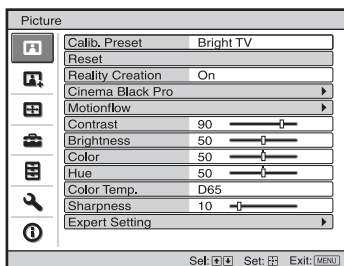 Picture
Calib. Preset Bright TV
Reset
Reality Creation On
Cinema Black Pro
Motionflow
Contrast 90
Brightness 50
Color 50
Hue 50
Color Temp. D65
Sharpness 10
Expert Setting
Sel: Set: Exit: MENU